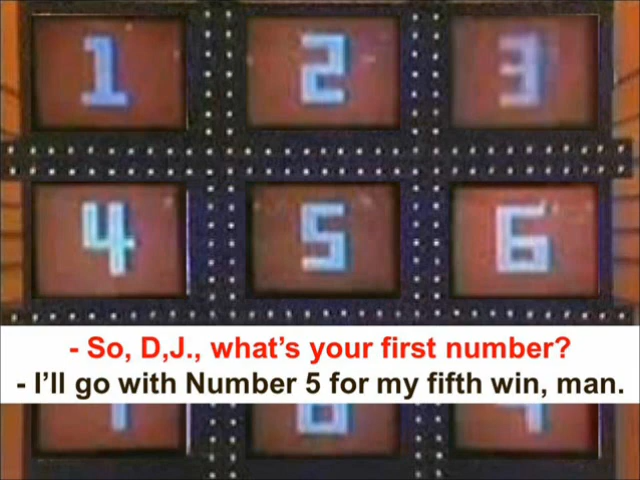 1 2 3
4 5 6
- So, D,J., what's your first number?
- I'll go with Number 5 for my fifth win, man.